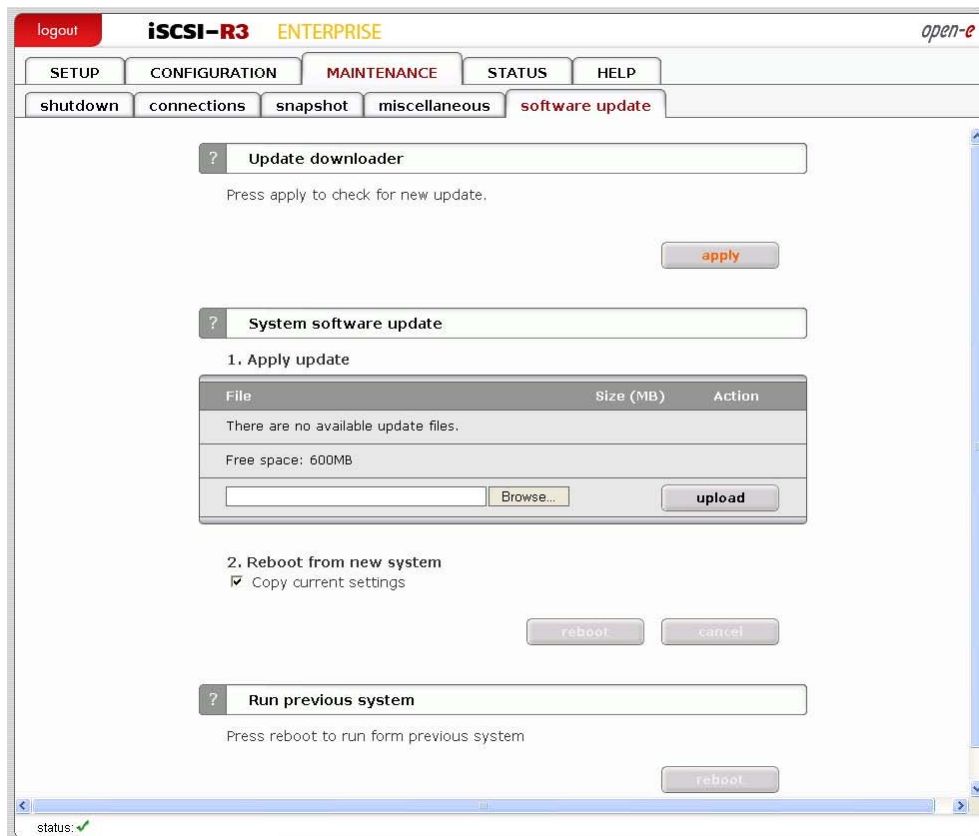 logout iSCSI-R3 ENTERPRISE open-e
SETUP CONFIGURATION MAINTENANCE STATUS HELP
shutdown connections snapshot miscellaneous software update
? Update downloader
Press apply to check for new update.
apply
? System software update
1. Apply update
File Size (MB) Action
There are no available update files.
Free space: 600MB
Browse... upload
2. Reboot from new system
Copy current settings
reboot cancel
? Run previous system
Press reboot to run form previous system
reboot
status: